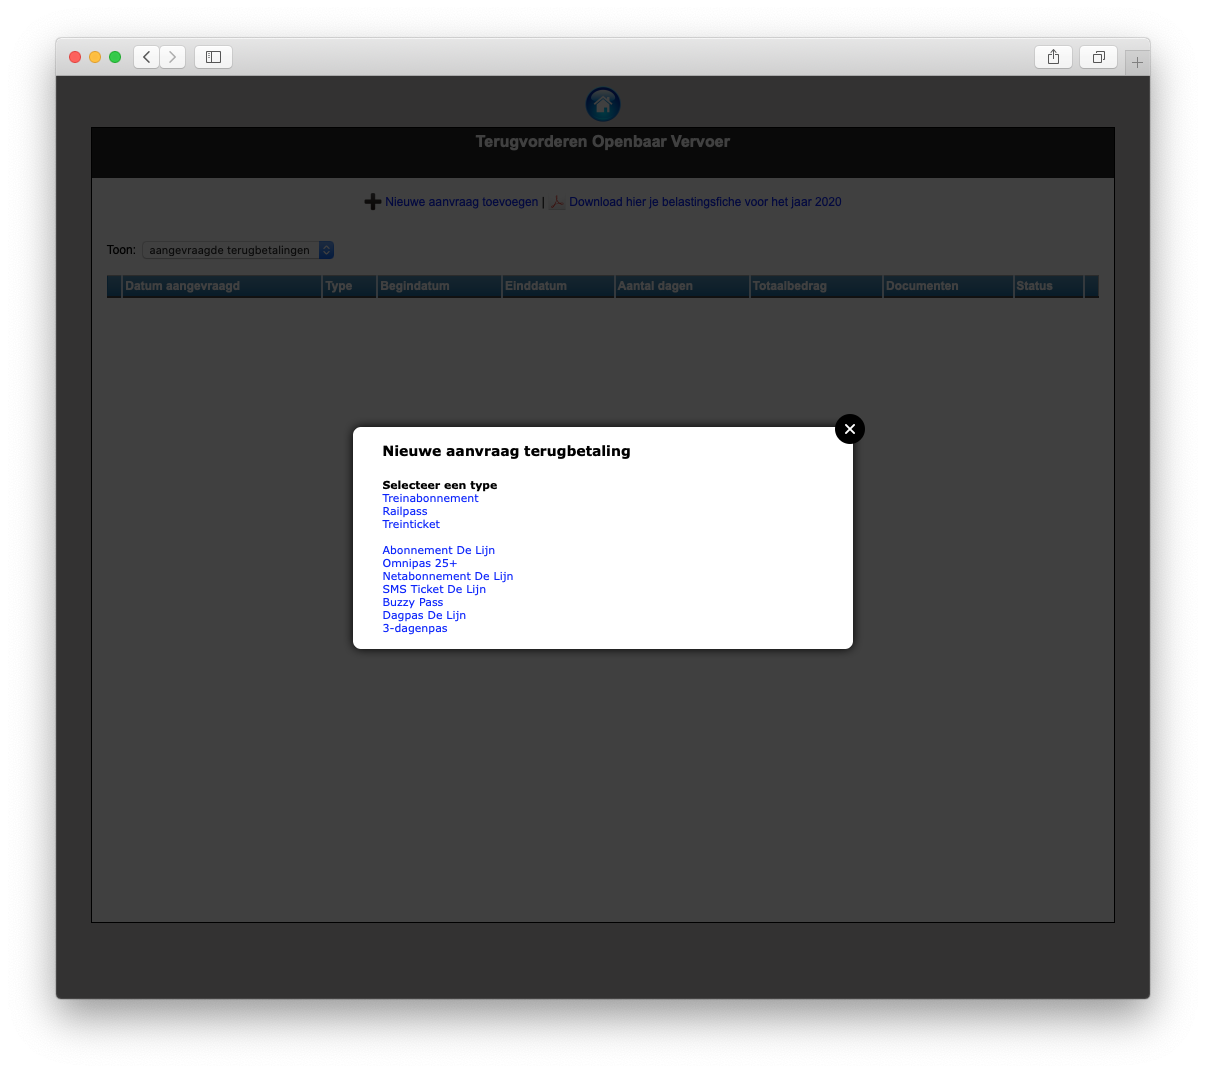 Terugvorderen Openbaar Vervoer
Nieuwe aanvraag toevoegen | Download hier je belastingsfiche voor het jaar 2020
Toon: aangevraagde terugbetalingen
Datum aangevraagd Type Begindatum Einddatum Aantal dagen Totaalbedrag Documenten Status
Nieuwe aanvraag terugbetaling
Selecteer een type
Treinabonnement
Railpass
Treinticket
Abonnement De Lijn
Omnipas 25+
Netabonnement De Lijn
SMS Ticket De Lijn
Buzzy Pass
Dagpas De Lijn
3-dagenpas